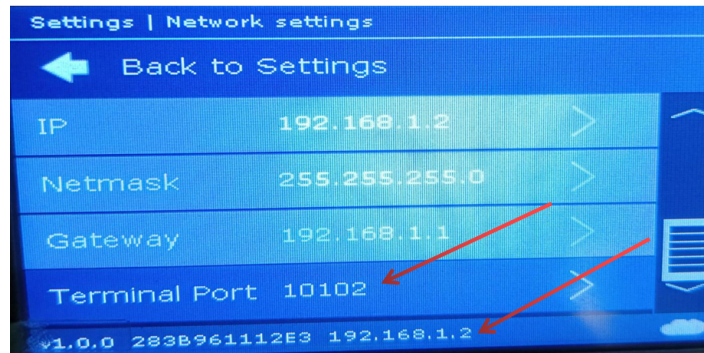 Settings | Network settings
Back to Settings
IP 192.168.1.2
Netmask 255.255.255.0
Gateway 192.168.1.1
Terminal Port 10102
v1.0.0 283B961112E3 192.168.1.2